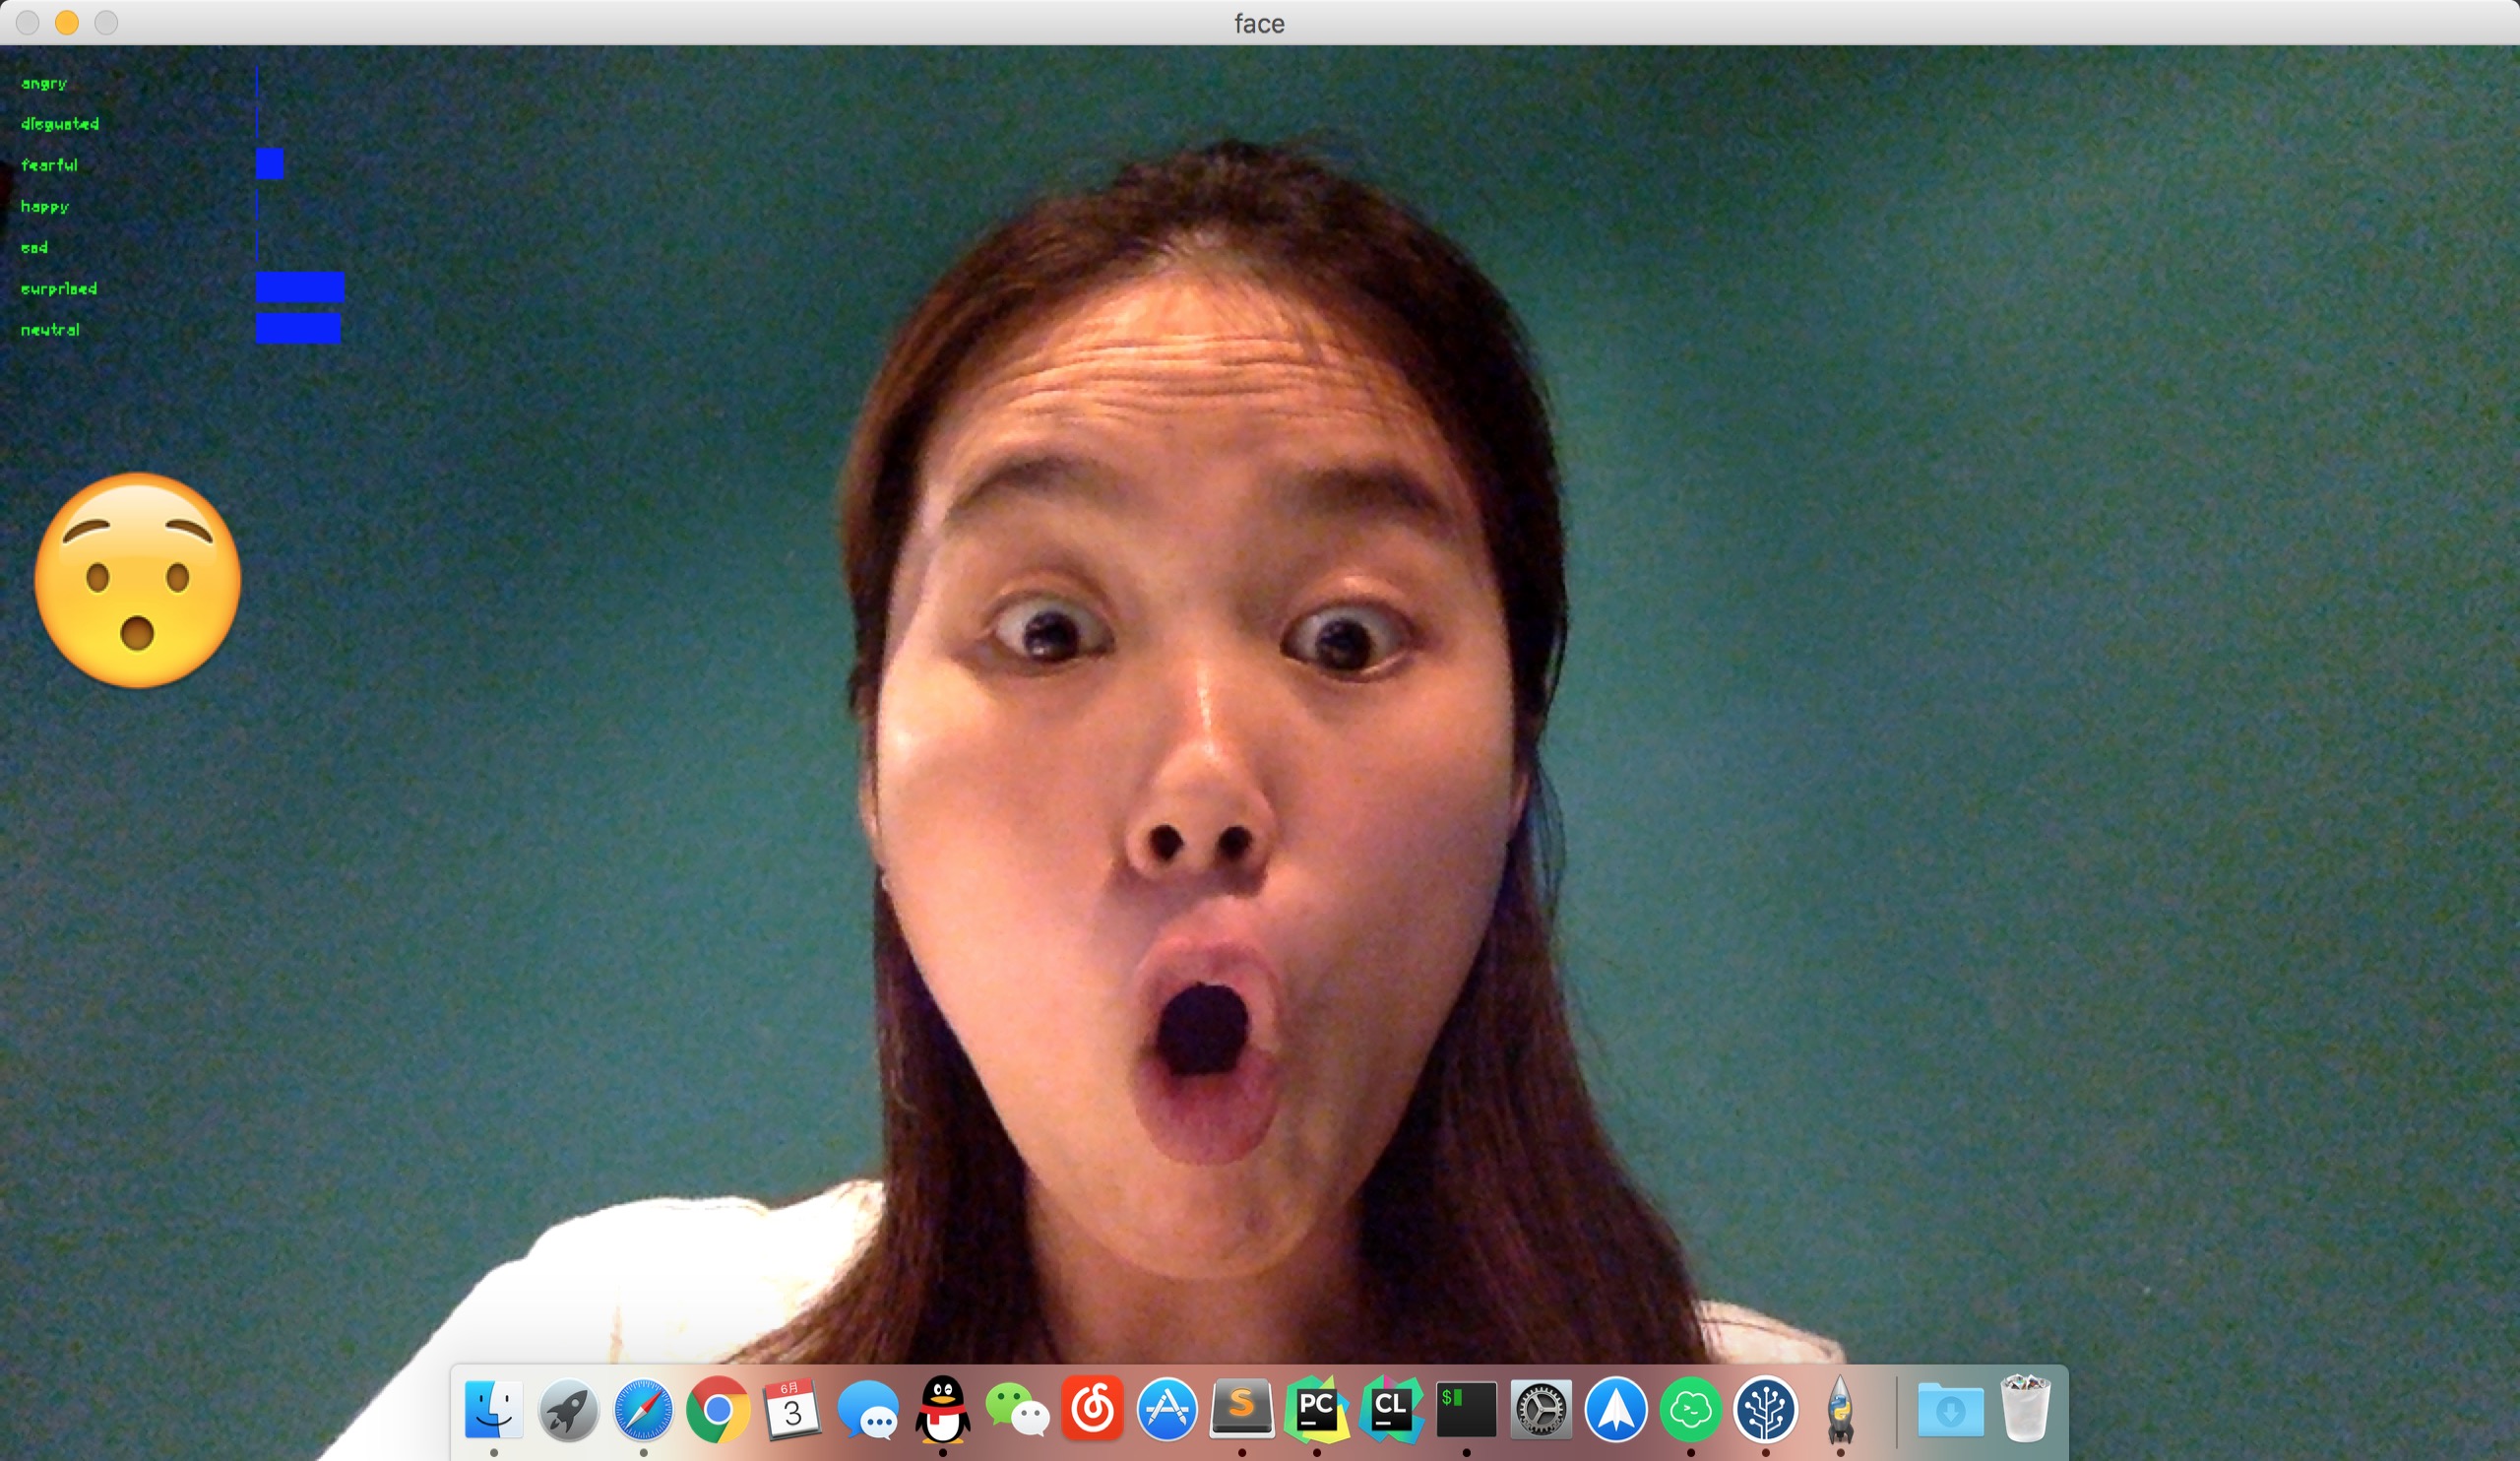 face
angry
disgusted
fearful
happy
sad
surprised
neutral
6月
3
S
PC
CL
$